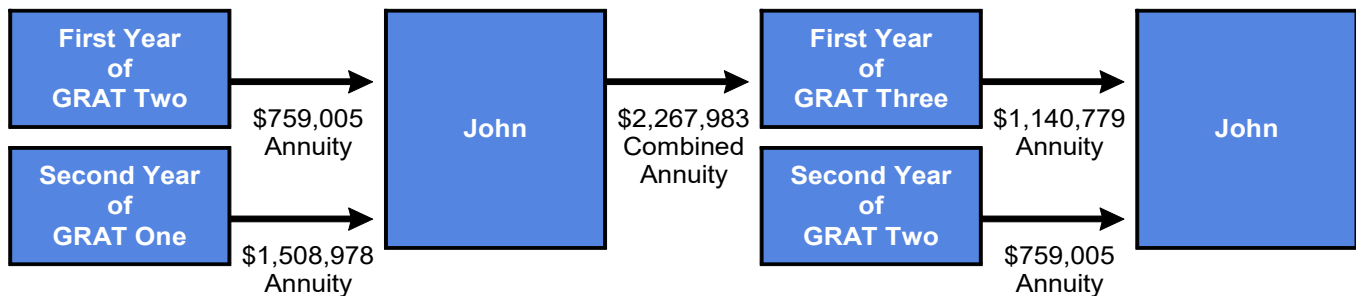 First Year
of
GRAT Two
$759,005
Annuity
Second Year
of
GRAT One
$1,508,978
Annuity
John
$2,267,983
Combined
Annuity
First Year
of
GRAT Three
$1,140,779
Annuity
Second Year
of
GRAT Two
$759,005
Annuity
John